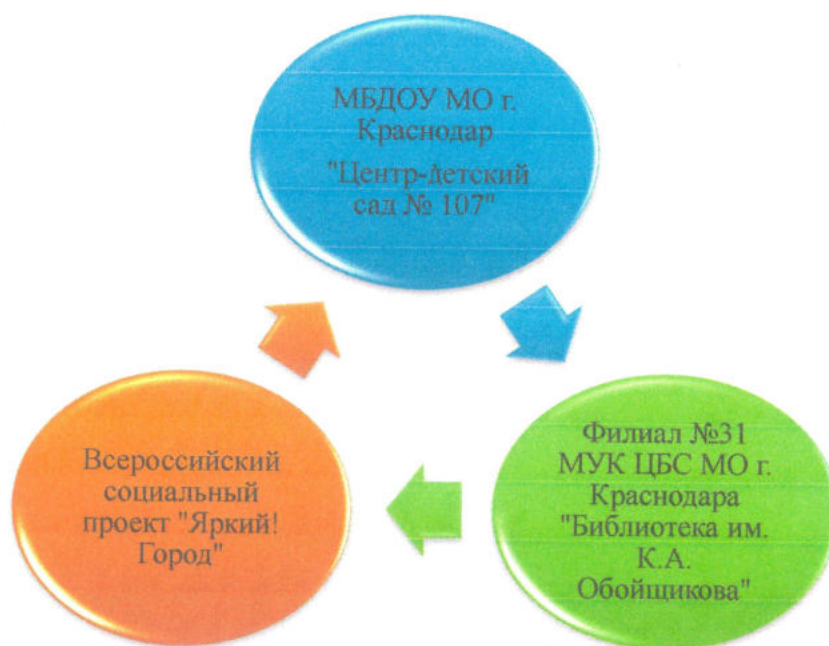 МБДОУ МО г.
Краснодар
"Центр-детский
сад № 107"
Филиал №31
МУК ЦБС МО г.
Краснодара
"Библиотека им.
К.А.
Обойщикова"
Всероссийский
социальный
проект "Яркий!
Город"